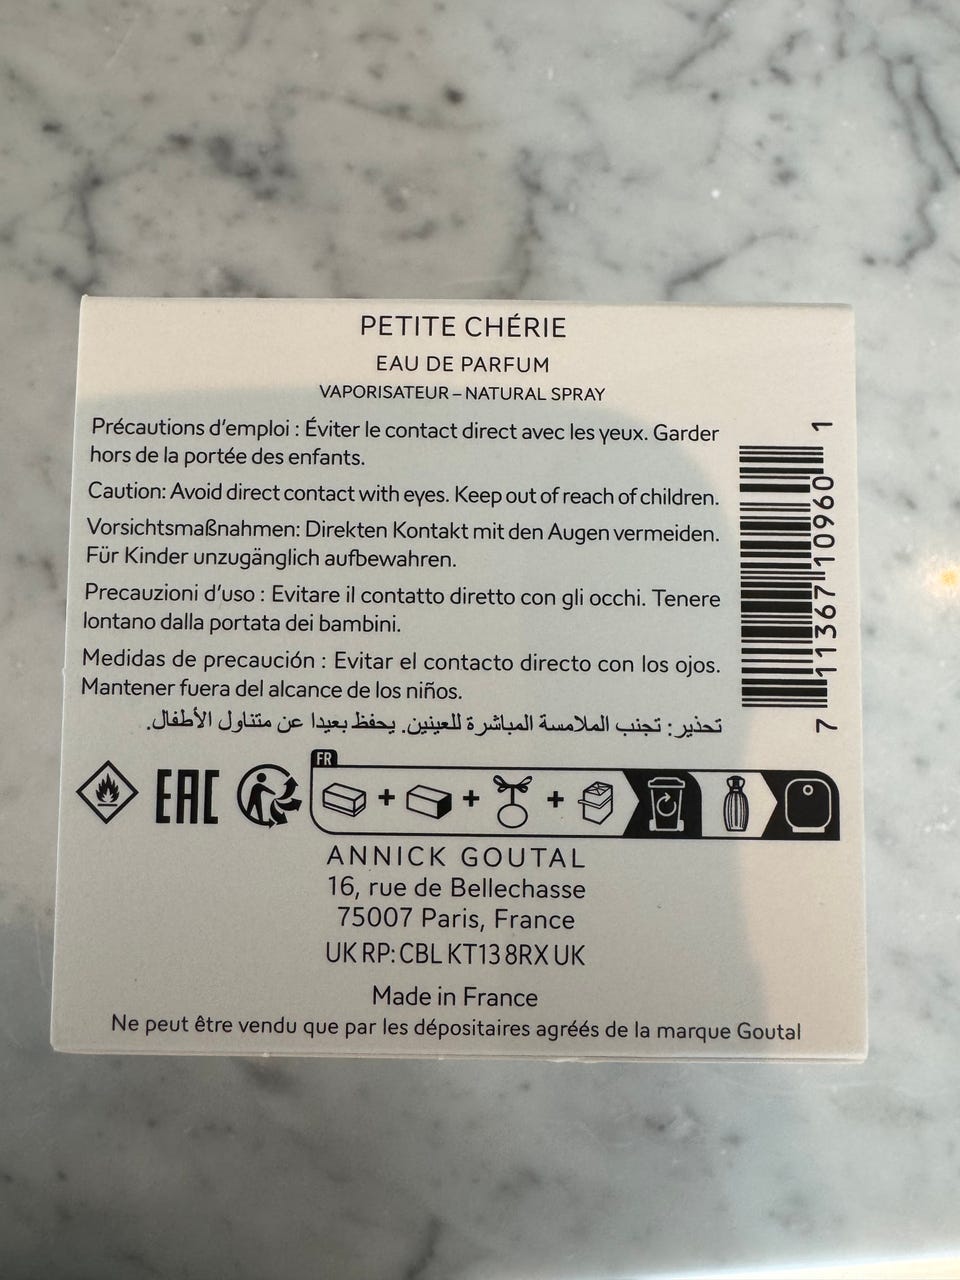 PETITE CHÉRIE
EAU DE PARFUM
VAPORISATEUR – NATURAL SPRAY
Précautions d'emploi : Éviter le contact direct avec les yeux. Garder
hors de la portée des enfants.
Caution: Avoid direct contact with eyes. Keep out of reach of children.
Vorsichtsmaßnahmen: Direkten Kontakt mit den Augen vermeiden.
Für Kinder unzugänglich aufbewahren.
Precauzioni d'uso : Evitare il contatto diretto con gli occhi. Tenere
lontano dalla portata dei bambini.
Medidas de precaución : Evitar el contacto directo con los ojos.
Mantener fuera del alcance de los niños.
تحذير: تجنب الملامسة المباشرة للعينين. يحفظ بعيدا عن متناول الأطفال.
7 11367 10960 1
EAC
FR
ANNICK GOUTAL
16, rue de Bellechasse
75007 Paris, France
UK RP: CBL KT13 8RX UK
Made in France
Ne peut être vendu que par les dépositaires agréés de la marque Goutal